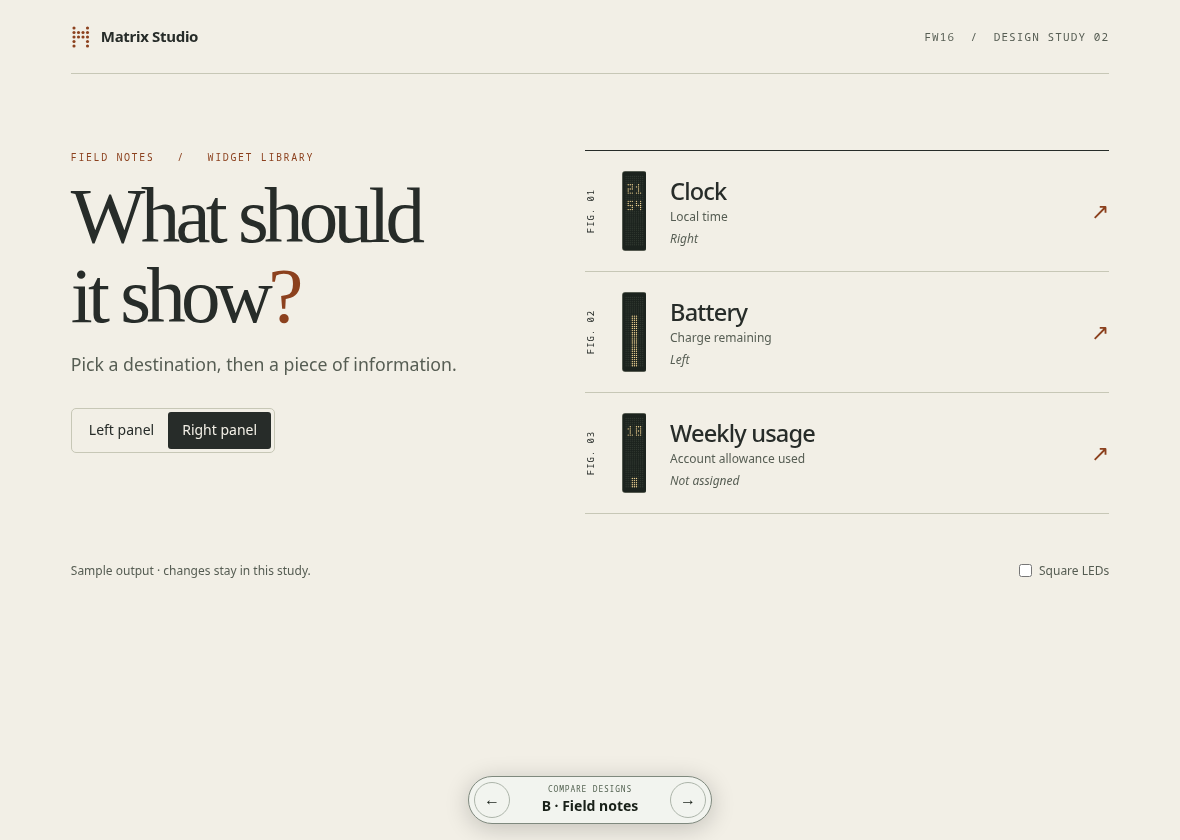 Matrix Studio
FW16 / DESIGN STUDY 02
FIELD NOTES / WIDGET LIBRARY
What should
it show?
Pick a destination, then a piece of information.
Left panel
Right panel
FIG. 01
21
54
Clock
Local time
Right
↗
FIG. 02
Battery
Charge remaining
Left
↗
FIG. 03
18
Weekly usage
Account allowance used
Not assigned
↗
Sample output · changes stay in this study.
Square LEDs
←
COMPARE DESIGNS
B · Field notes
→